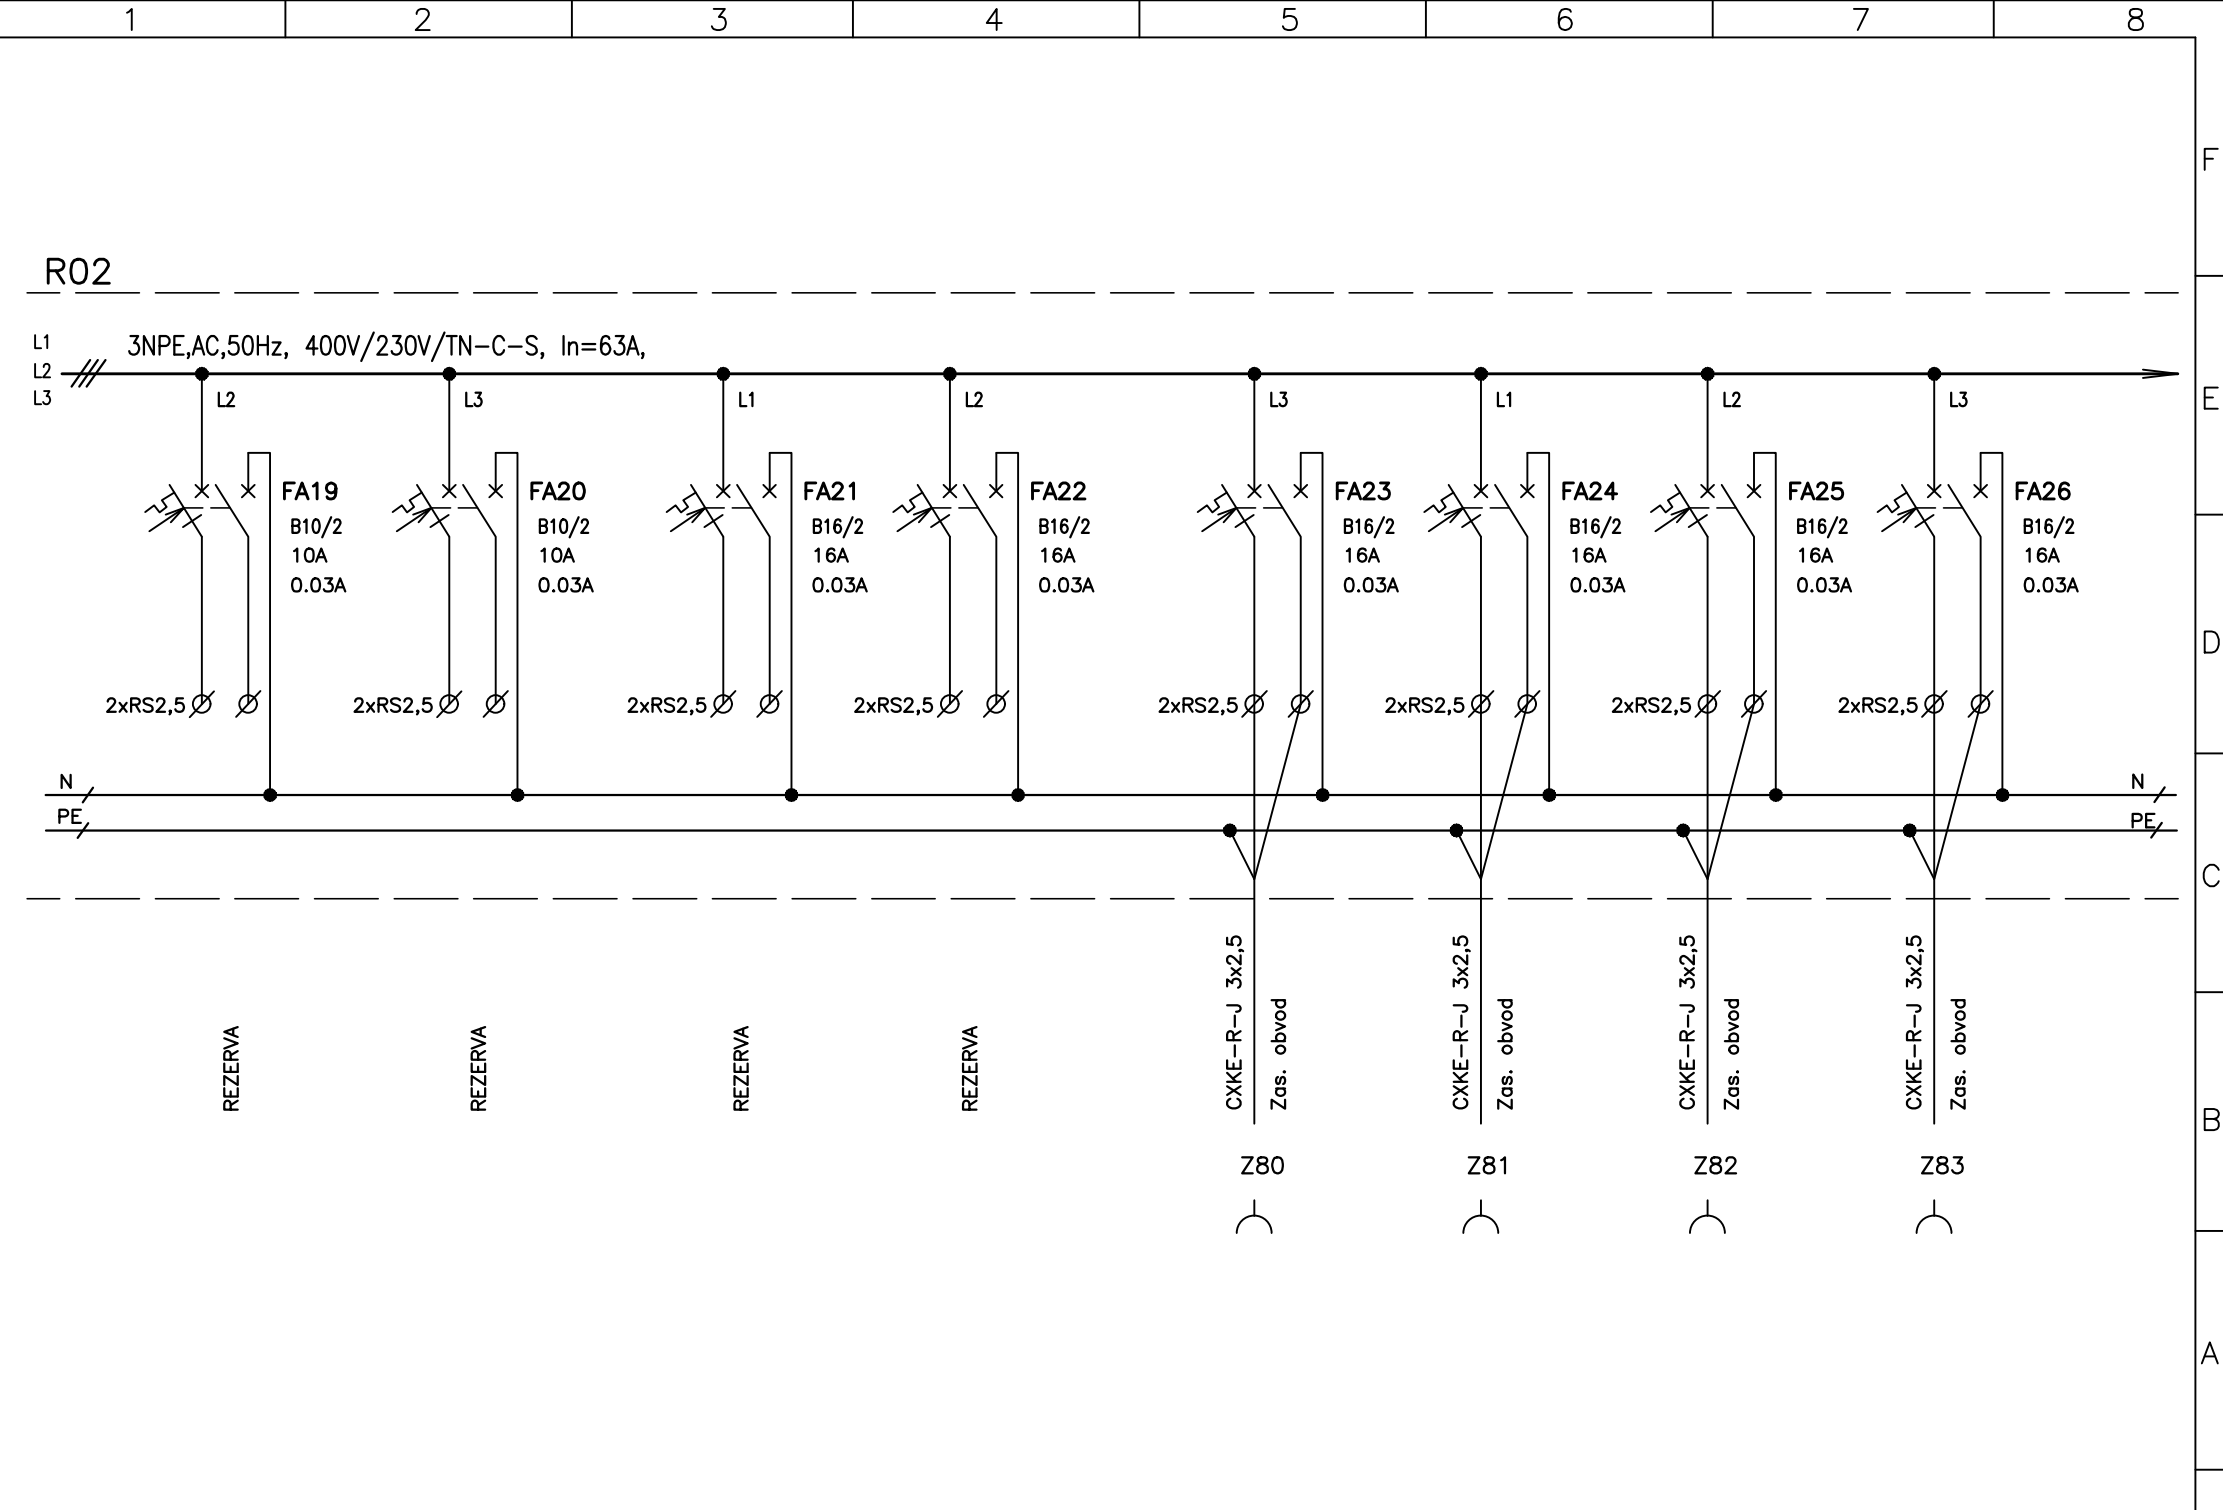 1 2 3 4 5 6 7 8
F
R02
L1
3NPE,AC,50Hz, 400V/230V/TN-C-S, In=63A,
L2
L3
L2 L3 L1 L2 L3 L1 L2 L3
E
FA19 FA20 FA21 FA22 FA23 FA24 FA25 FA26
B10/2 B10/2 B16/2 B16/2 B16/2 B16/2 B16/2 B16/2
10A 10A 16A 16A 16A 16A 16A 16A
0.03A 0.03A 0.03A 0.03A 0.03A 0.03A 0.03A 0.03A
D
2xRS2,5 2xRS2,5 2xRS2,5 2xRS2,5 2xRS2,5 2xRS2,5 2xRS2,5 2xRS2,5
N N
PE PE
C
REZERVA
REZERVA
REZERVA
REZERVA
CXKE-R-J 3x2,5
Zas. obvod
CXKE-R-J 3x2,5
Zas. obvod
CXKE-R-J 3x2,5
Zas. obvod
CXKE-R-J 3x2,5
Zas. obvod
B
Z80 Z81 Z82 Z83
A